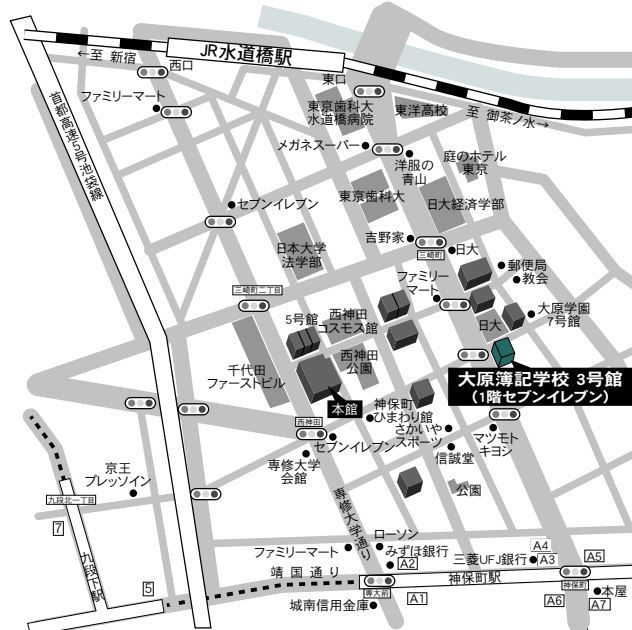 JR水道橋駅
←至 新宿
西口
東口
ファミリーマート
首都高速5号池袋線
東京歯科大
水道橋病院
東洋高校
至 御茶ノ水→
メガネスーパー
洋服の
青山
庭のホテル
東京
東京歯科大
日大経済学部
セブンイレブン
吉野家
三崎町
日大
日本大学
法学部
ファミリー
マート
郵便局
教会
三崎町二丁目
5号館
西神田
コスモス館
日大
大原学園
7号館
千代田
ファーストビル
西神田
公園
大原簿記学校 3号館
(1階セブンイレブン)
本館
神保町
ひまわり館
西神田
セブンイレブン
さかいや
スポーツ
マツモト
キヨシ
信誠堂
専修大学
会館
京王
プレッソイン
九段北一丁目
公園
専修大学通り
7
九段下駅
5
ローソン
ファミリーマート
みずほ銀行
A2
三菱UFJ銀行
A4
A3
A5
靖国通り
神保町駅
専大前
神保町
A1
A6
A7
本屋
城南信用金庫